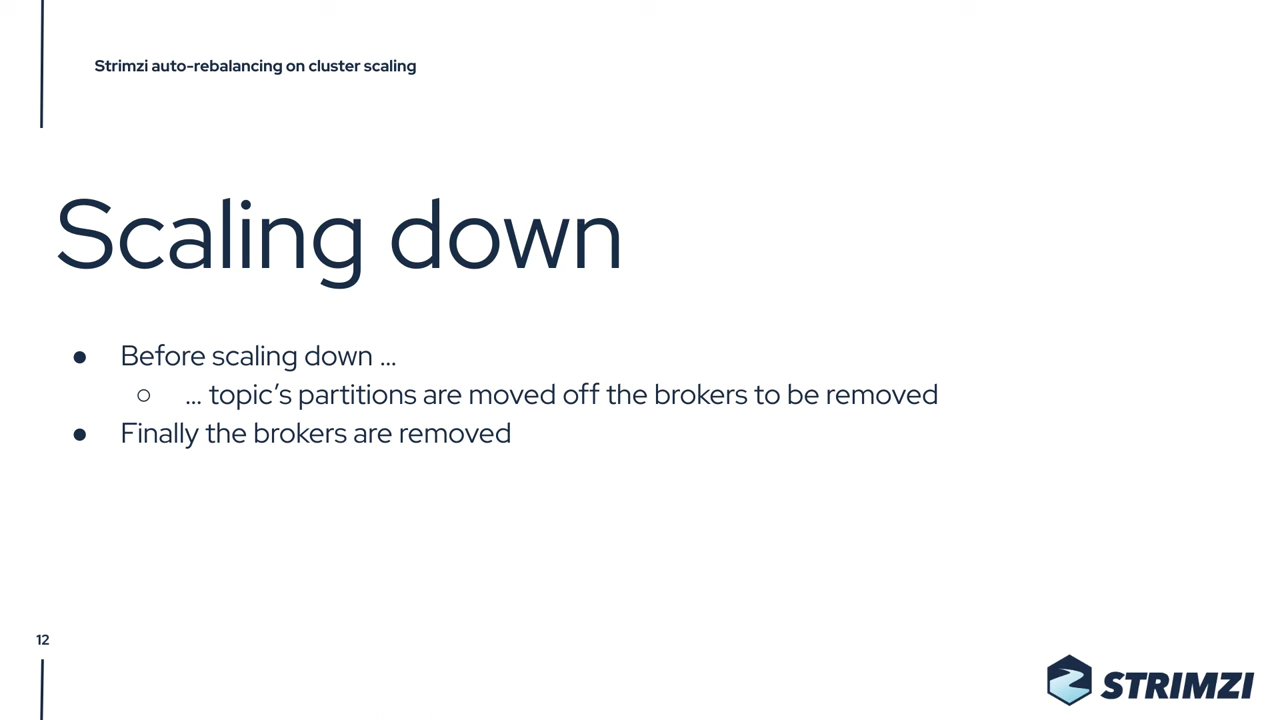 Strimzi auto-rebalancing on cluster scaling
Scaling down
● Before scaling down …
○ … topic’s partitions are moved off the brokers to be removed
● Finally the brokers are removed
12
STRIMZI